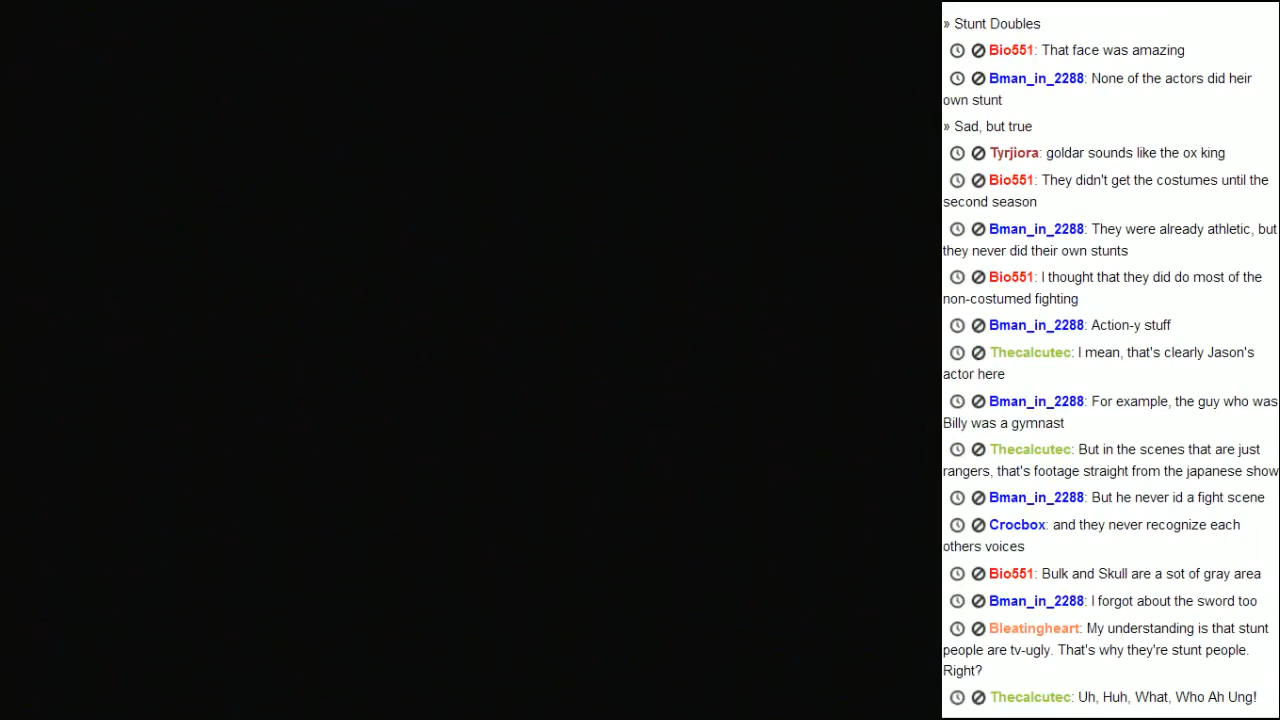 » Stunt Doubles
Bio551: That face was amazing
Bman_in_2288: None of the actors did heir
own stunt
» Sad, but true
Tyrjiora: goldar sounds like the ox king
Bio551: They didn't get the costumes until the
second season
Bman_in_2288: They were already athletic, but
they never did their own stunts
Bio551: I thought that they did do most of the
non-costumed fighting
Bman_in_2288: Action-y stuff
Thecalcutec: I mean, that's clearly Jason's
actor here
Bman_in_2288: For example, the guy who was
Billy was a gymnast
Thecalcutec: But in the scenes that are just
rangers, that's footage straight from the japanese show
Bman_in_2288: But he never id a fight scene
Crocbox: and they never recognize each
others voices
Bio551: Bulk and Skull are a sot of gray area
Bman_in_2288: I forgot about the sword too
Bleatingheart: My understanding is that stunt
people are tv-ugly. That's why they're stunt people.
Right?
Thecalcutec: Uh, Huh, What, Who Ah Ung!